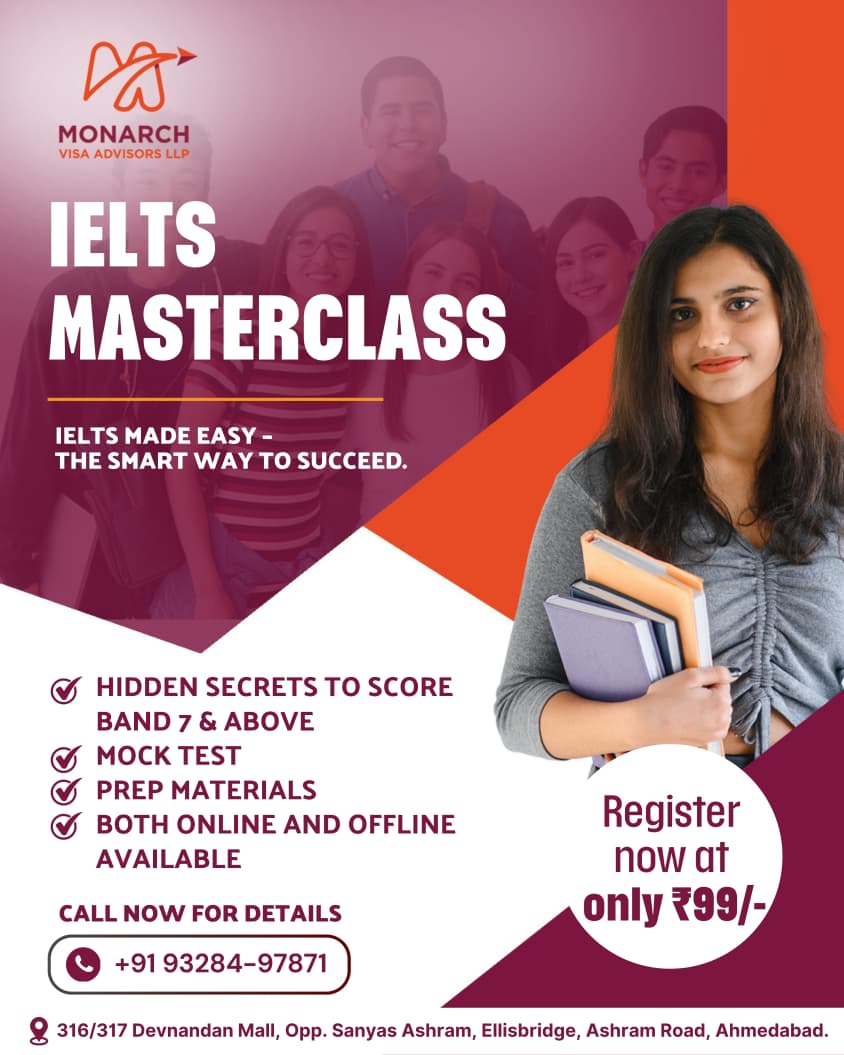 MONARCH
VISA ADVISORS LLP
IELTS
MASTERCLASS
IELTS MADE EASY –
THE SMART WAY TO SUCCEED.
HIDDEN SECRETS TO SCORE
BAND 7 & ABOVE
MOCK TEST
PREP MATERIALS
BOTH ONLINE AND OFFLINE
AVAILABLE
Register
now at
only ₹99/-
CALL NOW FOR DETAILS
+91 93284-97871
316/317 Devnandan Mall, Opp. Sanyas Ashram, Ellisbridge, Ashram Road, Ahmedabad.